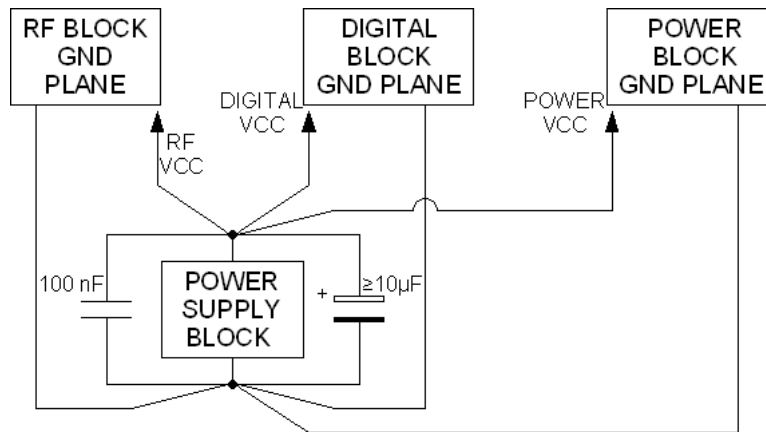 RF BLOCK
GND
PLANE
DIGITAL
BLOCK
GND PLANE
POWER
BLOCK
GND PLANE
RF
VCC
DIGITAL
VCC
POWER
VCC
100 nF
POWER
SUPPLY
BLOCK
+
≥10µF